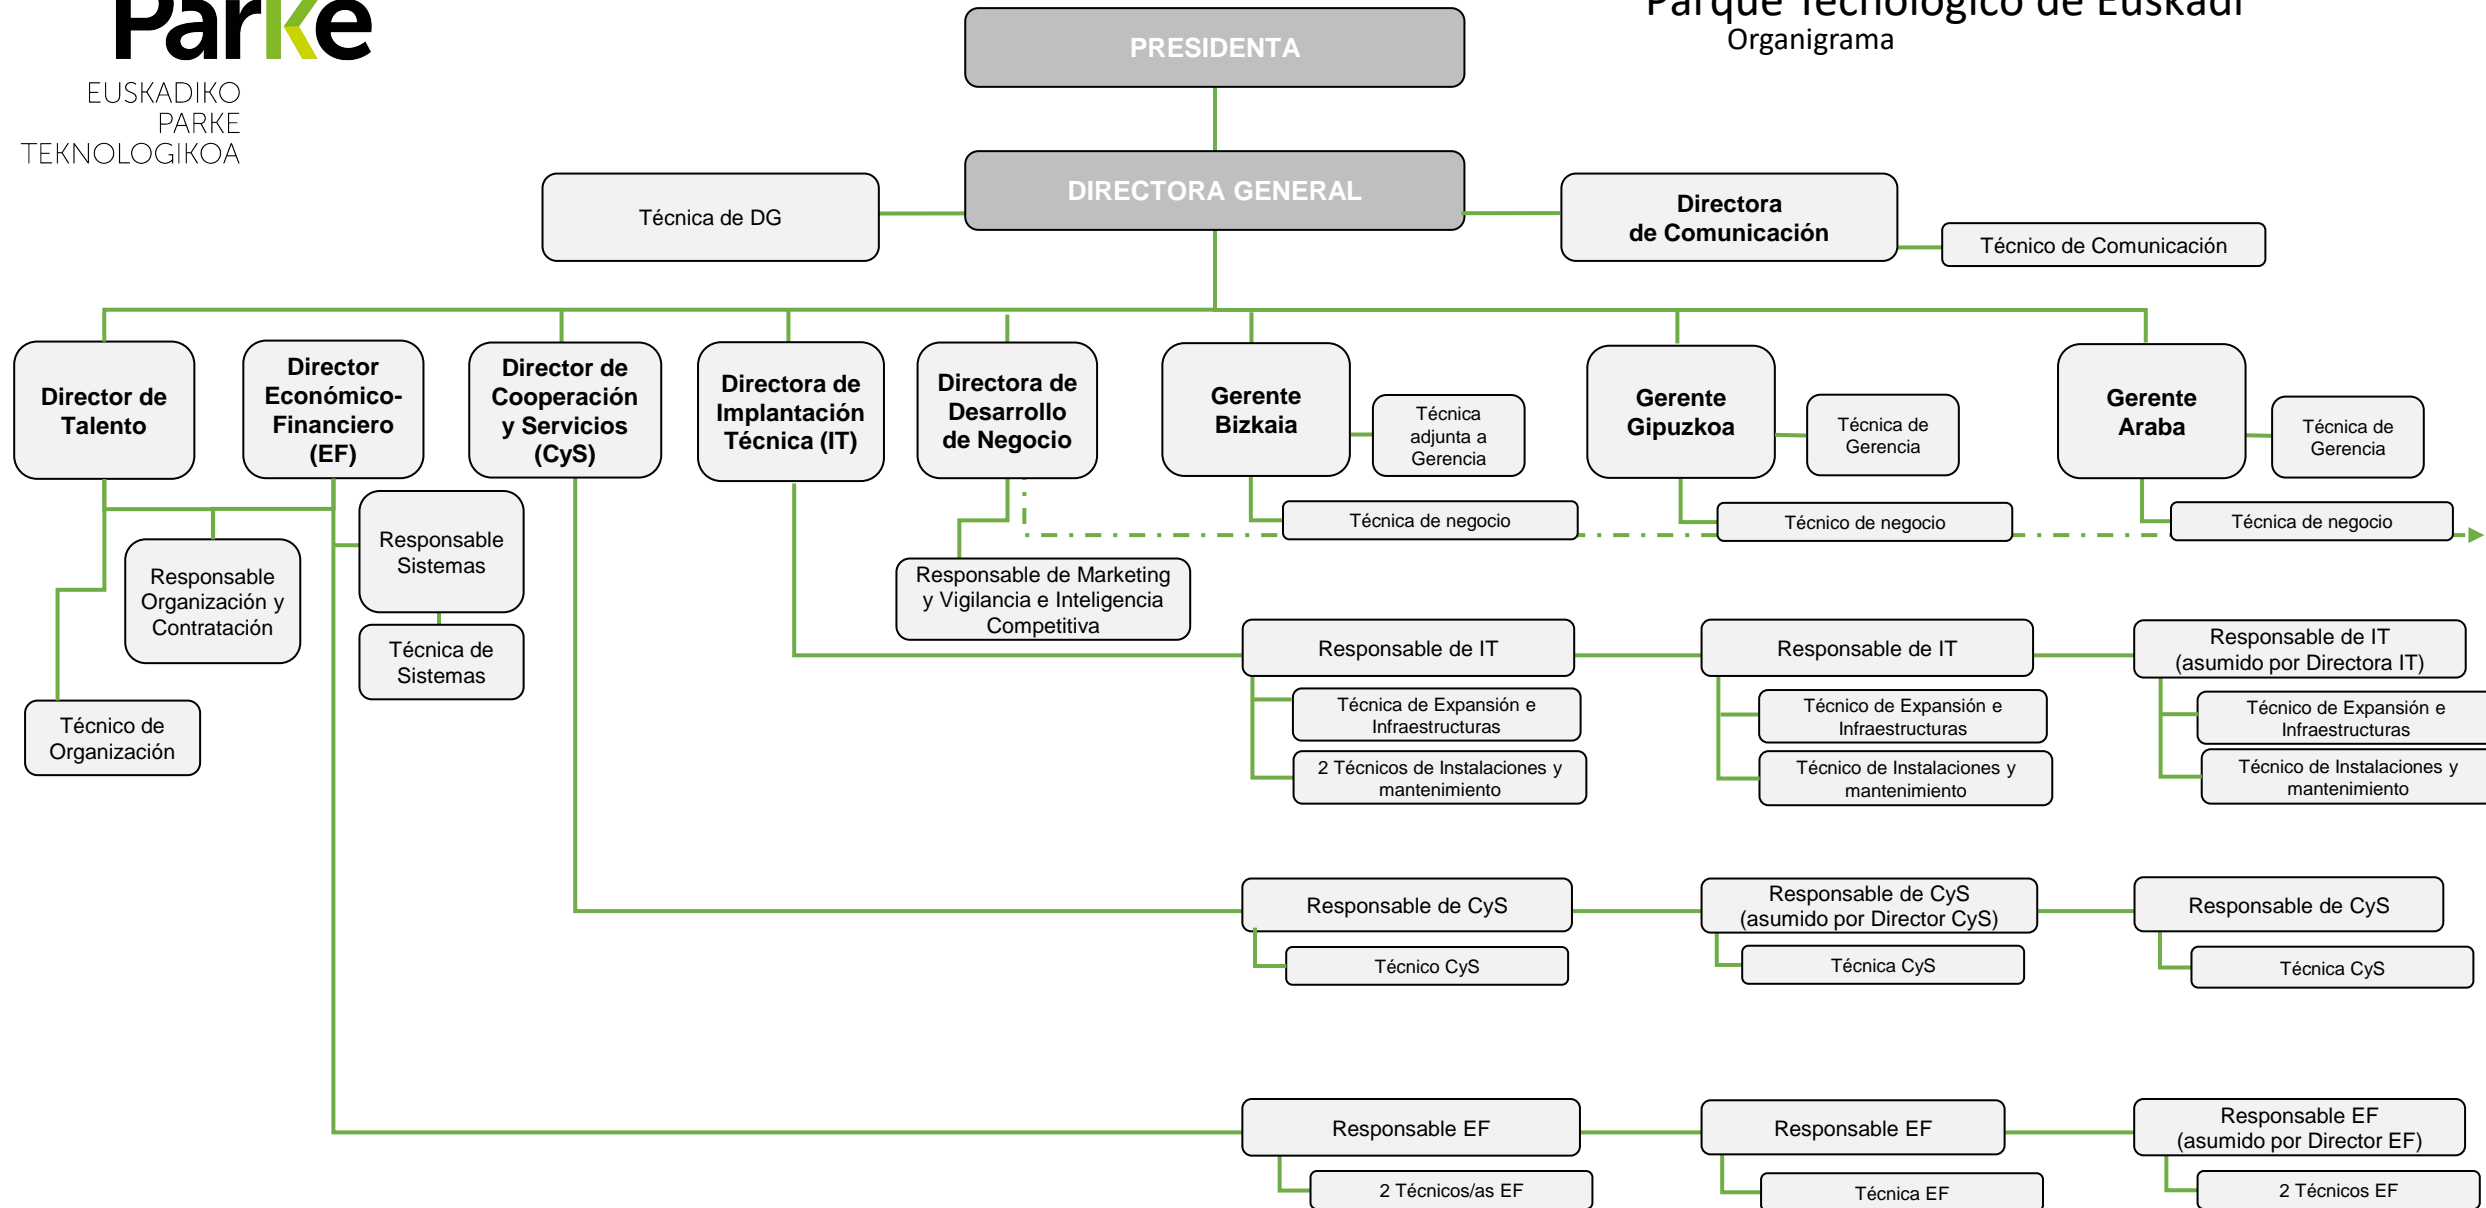 Parke
EUSKADIKO
PARKE
TEKNOLOGIKOA
Parque Tecnológico de Euskadi
Organigrama
PRESIDENTA
DIRECTORA GENERAL
Técnica de DG
Directora
de Comunicación
Técnico de Comunicación
Director de
Talento
Director
Económico-
Financiero
(EF)
Director de
Cooperación
y Servicios
(CyS)
Directora de
Implantación
Técnica (IT)
Directora de
Desarrollo
de Negocio
Gerente
Bizkaia
Técnica
adjunta a
Gerencia
Gerente
Gipuzkoa
Técnica de
Gerencia
Gerente
Araba
Técnica de
Gerencia
Técnica de negocio
Técnico de negocio
Técnica de negocio
Responsable
Sistemas
Responsable
Organización y
Contratación
Técnica de
Sistemas
Técnico de
Organización
Responsable de Marketing
y Vigilancia e Inteligencia
Competitiva
Responsable de IT
Responsable de IT
Responsable de IT
(asumido por Directora IT)
Técnica de Expansión e
Infraestructuras
Técnico de Expansión e
Infraestructuras
Técnico de Expansión e
Infraestructuras
2 Técnicos de Instalaciones y
mantenimiento
Técnico de Instalaciones y
mantenimiento
Técnico de Instalaciones y
mantenimiento
Responsable de CyS
Responsable de CyS
(asumido por Director CyS)
Responsable de CyS
Técnico CyS
Técnica CyS
Técnica CyS
Responsable EF
Responsable EF
Responsable EF
(asumido por Director EF)
2 Técnicos/as EF
Técnica EF
2 Técnicos EF